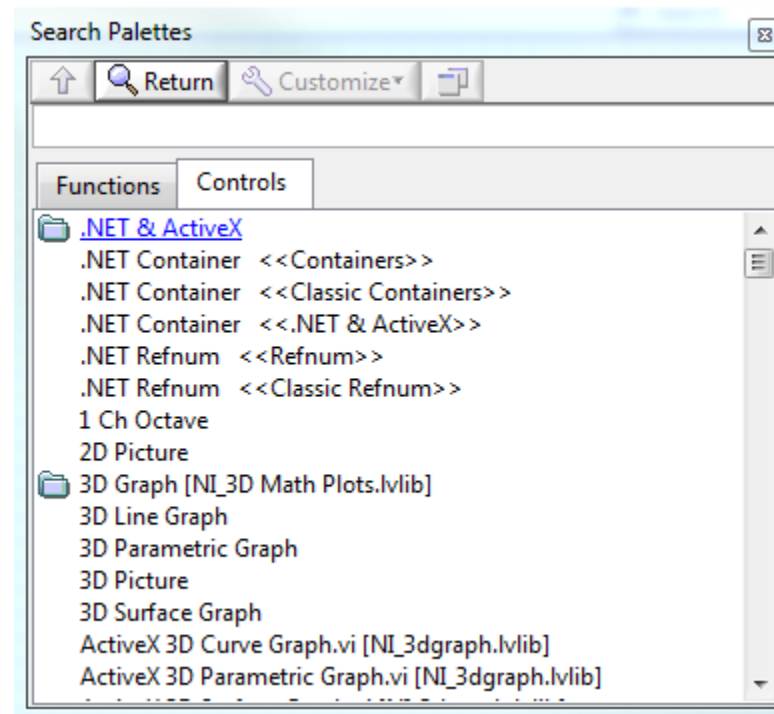 Search Palettes
Return Customize
Functions Controls
.NET & ActiveX
.NET Container <<Containers>>
.NET Container <<Classic Containers>>
.NET Container <<.NET & ActiveX>>
.NET Refnum <<Refnum>>
.NET Refnum <<Classic Refnum>>
1 Ch Octave
2D Picture
3D Graph [NI_3D Math Plots.lvlib]
3D Line Graph
3D Parametric Graph
3D Picture
3D Surface Graph
ActiveX 3D Curve Graph.vi [NI_3dgraph.lvlib]
ActiveX 3D Parametric Graph.vi [NI_3dgraph.lvlib]